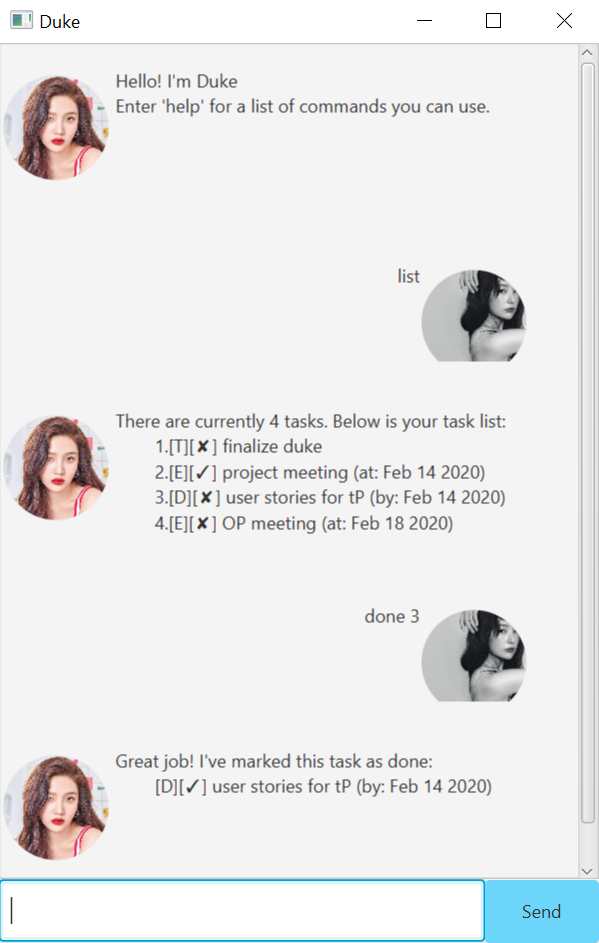 Duke
Hello! I'm Duke
Enter 'help' for a list of commands you can use.
list
There are currently 4 tasks. Below is your task list:
1.[T][✘] finalize duke
2.[E][✓] project meeting (at: Feb 14 2020)
3.[D][✘] user stories for tP (by: Feb 14 2020)
4.[E][✘] OP meeting (at: Feb 18 2020)
done 3
Great job! I've marked this task as done:
[D][✓] user stories for tP (by: Feb 14 2020)
Send